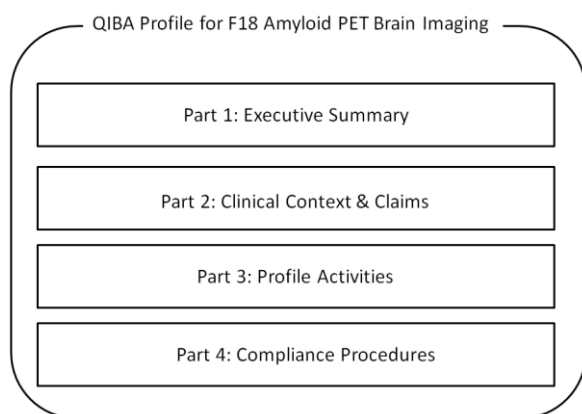 QIBA Profile for F18 Amyloid PET Brain Imaging
Part 1: Executive Summary
Part 2: Clinical Context & Claims
Part 3: Profile Activities
Part 4: Compliance Procedures